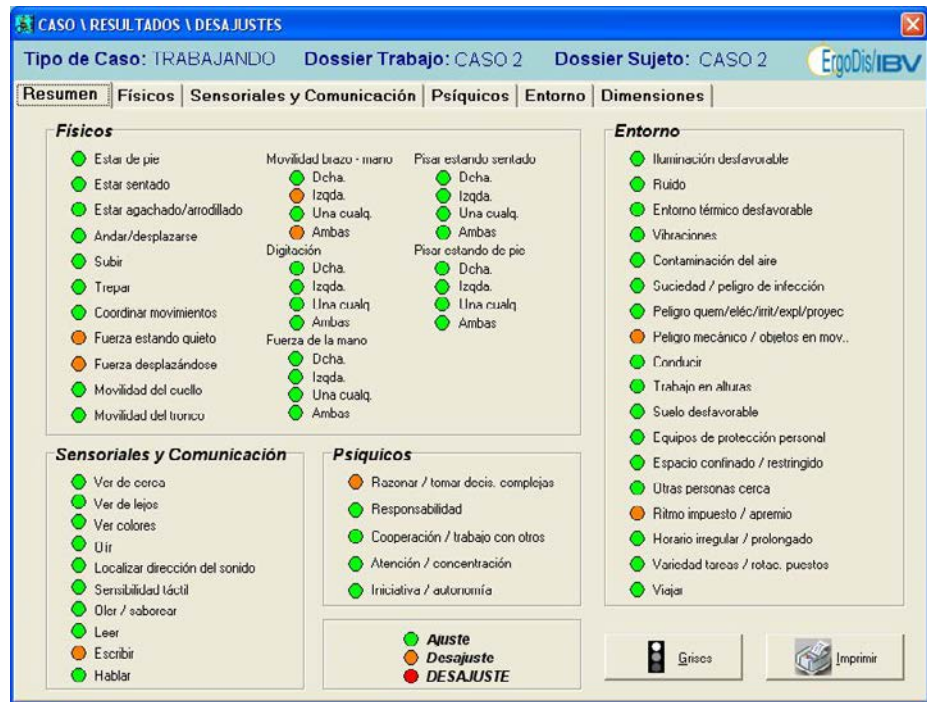 CASO \ RESULTADOS \ DESAJUSTES
Tipo de Caso: TRABAJANDO Dossier Trabajo: CASO 2 Dossier Sujeto: CASO 2 ErgoDis/IBV
Resumen Físicos Sensoriales y Comunicación Psíquicos Entorno Dimensiones
Físicos
Estar de pie
Estar sentado
Estar agachado/arrodillado
Andar/desplazarse
Subir
Trepar
Coordinar movimientos
Fuerza estando quieto
Fuerza desplazándose
Movilidad del cuello
Movilidad del tronco
Movilidad brazo - mano
Dcha.
Izqda.
Una cualq.
Ambas
Digitación
Dcha.
Izqda.
Una cualq.
Ambas
Fuerza de la mano
Dcha.
Izqda.
Una cualq.
Ambas
Pisar estando sentado
Dcha.
Izqda.
Una cualq.
Ambas
Pisar estando de pie
Dcha.
Izqda.
Una cualq
Ambas
Sensoriales y Comunicación
Ver de cerca
Ver de lejos
Ver colores
Oír
Localizar dirección del sonido
Sensibilidad táctil
Oler / saborear
Leer
Escribir
Hablar
Psíquicos
Razonar / tomar decis. complejas
Responsabilidad
Cooperación / trabajo con otros
Atención / concentración
Iniciativa / autonomía
Ajuste
Desajuste
DESAJUSTE
Entorno
Iluminación desfavorable
Ruido
Entorno térmico desfavorable
Vibraciones
Contaminación del aire
Suciedad / peligro de infección
Peligro quem/eléc/irrit/expl/proyec
Peligro mecánico / objetos en mov..
Conducir
Trabajo en alturas
Suelo desfavorable
Equipos de protección personal
Espacio confinado / restringido
Otras personas cerca
Ritmo impuesto / apremio
Horario irregular / prolongado
Variedad tareas / rotac. puestos
Viajar
Grises
Imprimir